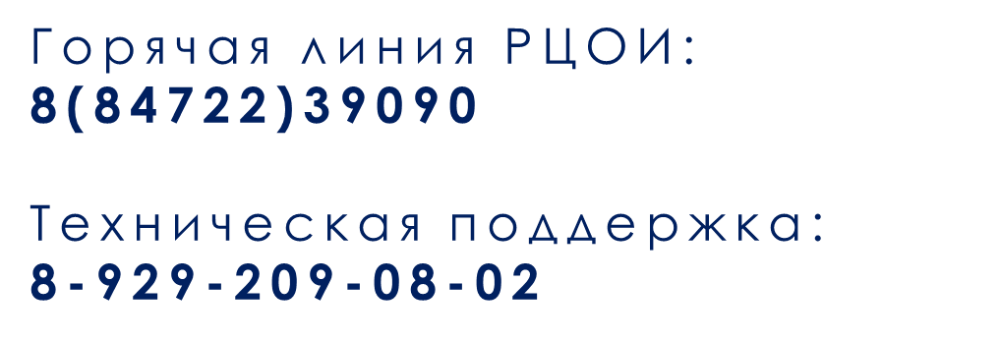 Горячая линия РЦОИ:
8(84722)39090
Техническая поддержка:
8-929-209-08-02